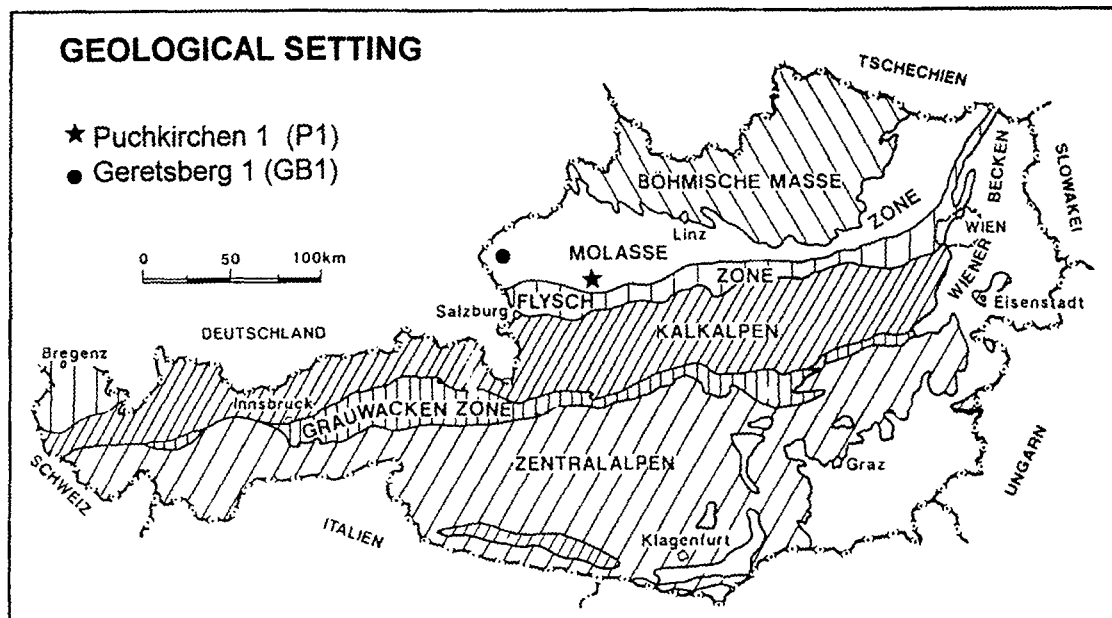 GEOLOGICAL SETTING
★ Puchkirchen 1 (P1)
● Geretsberg 1 (GB1)
0 50 100km
TSCHECHIEN
SLOWAKEI
BÖHMISCHE MASSE
BECKEN
ZONE
Linz
WIEN
MOLASSE
WIENER
ZONE
FLYSCH
Eisenstadt
Salzburg
KALKALPEN
DEUTSCHLAND
Bregenz
Innsbruck
GRAUWACKEN ZONE
ZENTRALALPEN
Graz
UNGARN
SCHWEIZ
ITALIEN
Klagenfurt